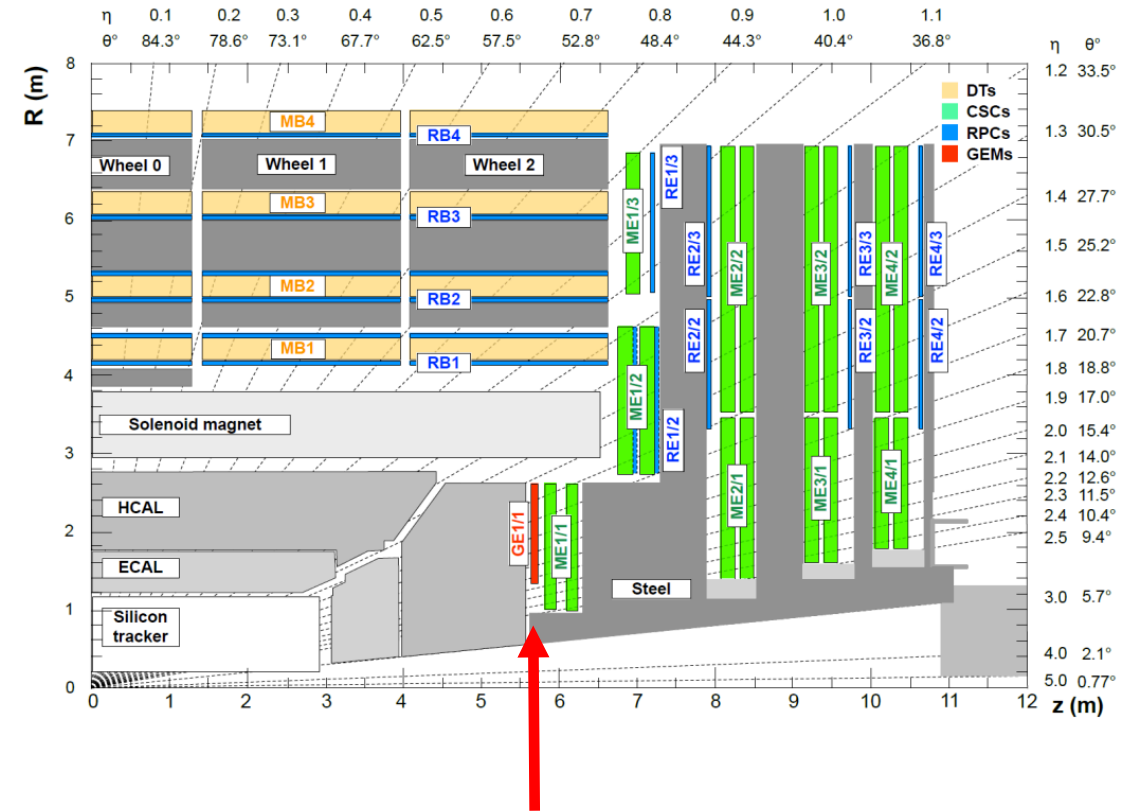 η 0.1 0.2 0.3 0.4 0.5 0.6 0.7 0.8 0.9 1.0 1.1
θ° 84.3° 78.6° 73.1° 67.7° 62.5° 57.5° 52.8° 48.4° 44.3° 40.4° 36.8° η θ°
R (m)
8
7
6
5
4
3
2
1
0
1.2 33.5°
1.3 30.5°
1.4 27.7°
1.5 25.2°
1.6 22.8°
1.7 20.7°
1.8 18.8°
1.9 17.0°
2.0 15.4°
2.1 14.0°
2.2 12.6°
2.3 11.5°
2.4 10.4°
2.5 9.4°
3.0 5.7°
4.0 2.1°
5.0 0.77°
DTs
CSCs
RPCs
GEMs
MB4
RB4
Wheel 0
Wheel 1
Wheel 2
MB3
RB3
MB2
RB2
MB1
RB1
Solenoid magnet
HCAL
ECAL
Silicon
tracker
Steel
GE1/1
ME1/1
ME1/2
RE1/2
ME1/3
RE1/3
RE2/3
RE2/2
ME2/2
ME2/1
ME3/2
ME3/1
RE3/3
RE3/2
ME4/2
ME4/1
RE4/3
RE4/2
0 1 2 3 4 5 6 7 8 9 10 11 12
z (m)